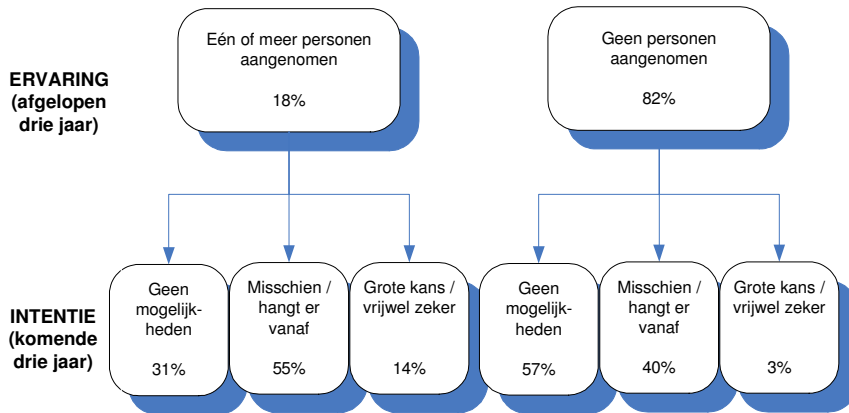 Eén of meer personen
aangenomen
18%
Geen personen
aangenomen
82%
ERVARING
(afgelopen
drie jaar)
Geen
mogelijk-
heden
31%
Misschien /
hangt er
vanaf
55%
Grote kans /
vrijwel zeker
14%
Geen
mogelijk-
heden
57%
Misschien /
hangt er
vanaf
40%
Grote kans /
vrijwel zeker
3%
INTENTIE
(komende
drie jaar)